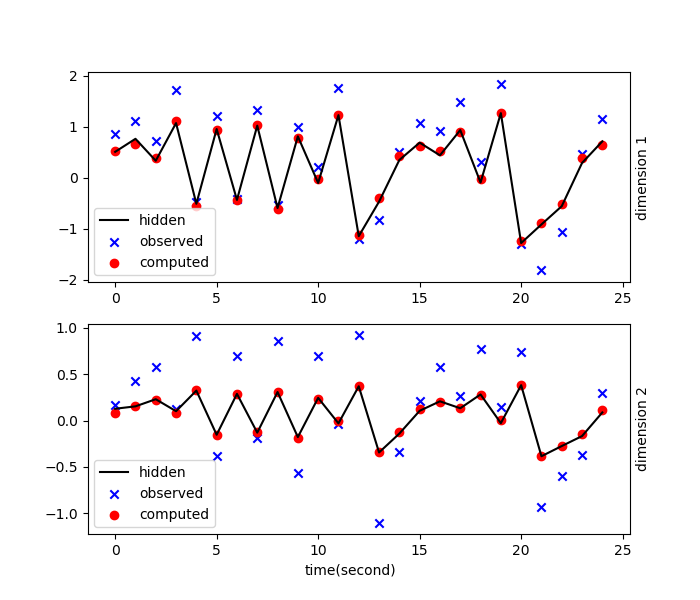 2
1
0
−1
−2
hidden
observed
computed
0
5
10
15
20
25
dimension 1
1.0
0.5
0.0
−0.5
−1.0
hidden
observed
computed
0
5
10
15
20
25
dimension 2
time(second)